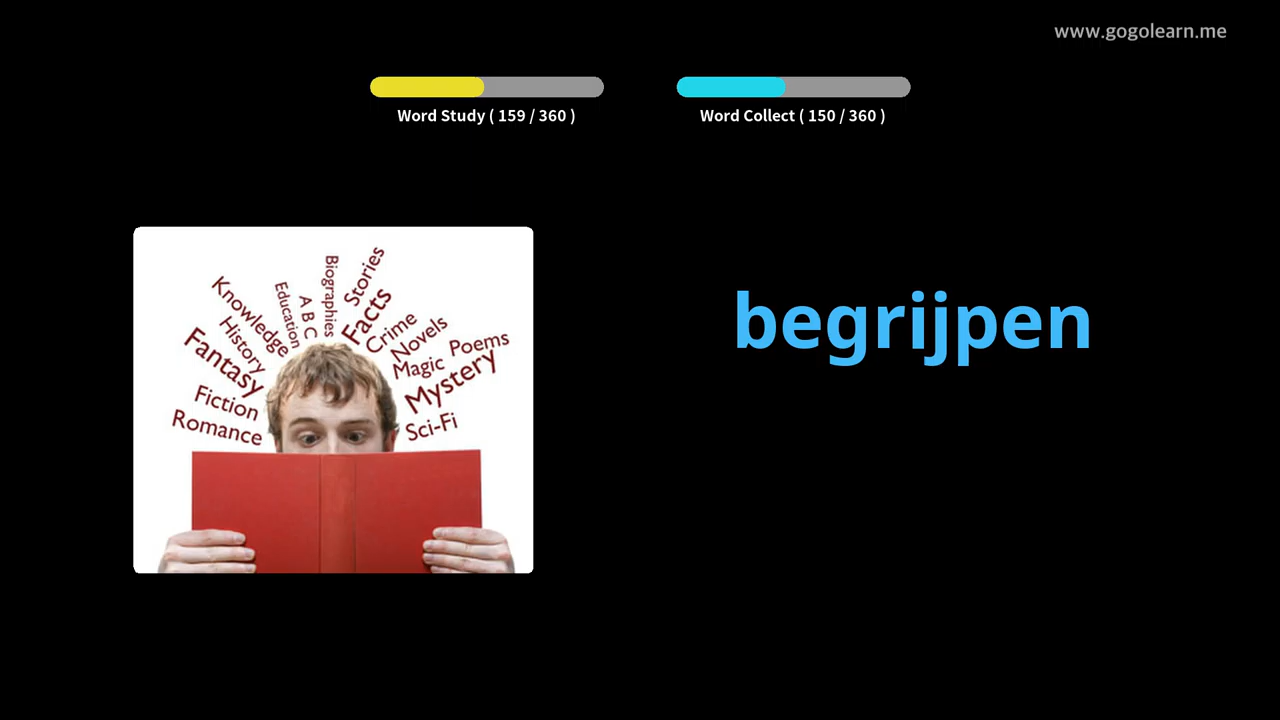 www.gogolearn.me
Word Study ( 159 / 360 )
Word Collect ( 150 / 360 )
begrijpen
Romance
Fiction
Fantasy
History
Knowledge
Education
A B C
Biographies
Stories
Facts
Crime
Novels
Magic
Poems
Mystery
Sci-Fi